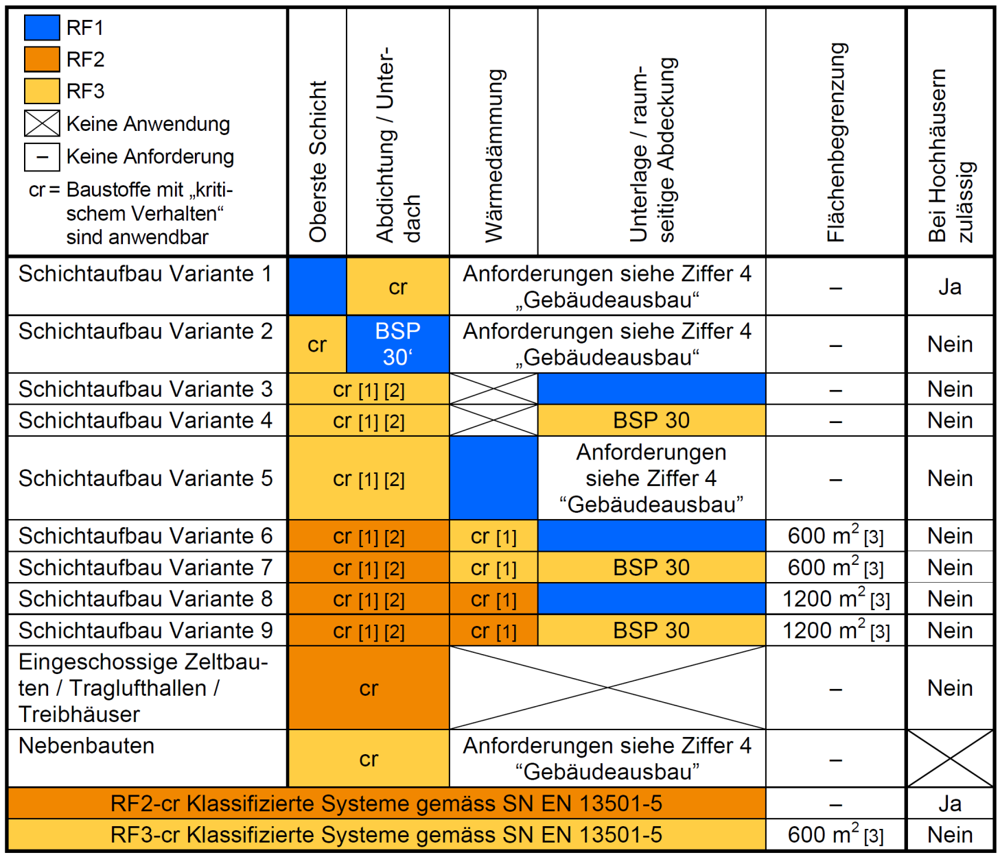 RF1
RF2
RF3
Keine Anwendung
– Keine Anforderung
cr = Baustoffe mit „kriti-
schem Verhalten“
sind anwendbar
Oberste Schicht
Abdichtung / Unter-
dach
Wärmedämmung
Unterlage / raum-
seitige Abdeckung
Flächenbegrenzung
Bei Hochhäusern
zulässig
Schichtaufbau Variante 1
cr
Anforderungen siehe Ziffer 4
„Gebäudeausbau“
–
Ja
Schichtaufbau Variante 2
cr
BSP
30‘
Anforderungen siehe Ziffer 4
„Gebäudeausbau“
–
Nein
Schichtaufbau Variante 3
cr [1] [2]
–
Nein
Schichtaufbau Variante 4
cr [1] [2]
BSP 30
–
Nein
Schichtaufbau Variante 5
cr [1] [2]
Anforderungen
siehe Ziffer 4
“Gebäudeausbau”
–
Nein
Schichtaufbau Variante 6
cr [1] [2]
cr [1]
600 m² [3]
Nein
Schichtaufbau Variante 7
cr [1] [2]
cr [1]
BSP 30
600 m² [3]
Nein
Schichtaufbau Variante 8
cr [1] [2]
cr [1]
1200 m² [3]
Nein
Schichtaufbau Variante 9
cr [1] [2]
cr [1]
BSP 30
1200 m² [3]
Nein
Eingeschossige Zeltbau-
ten / Traglufthallen /
Treibhäuser
cr
–
Nein
Nebenbauten
cr
Anforderungen siehe Ziffer 4
“Gebäudeausbau”
–
RF2-cr Klassifizierte Systeme gemäss SN EN 13501-5
–
Ja
RF3-cr Klassifizierte Systeme gemäss SN EN 13501-5
600 m² [3]
Nein